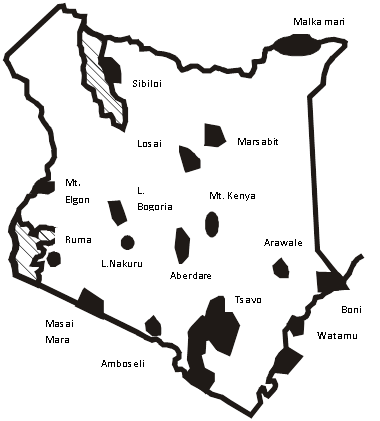 Malka mari
Sibiloi
Losai
Marsabit
Mt.
Elgon
L.
Bogoria
Mt. Kenya
Ruma
L.Nakuru
Aberdare
Arawale
Tsavo
Boni
Masai
Mara
Watamu
Amboseli